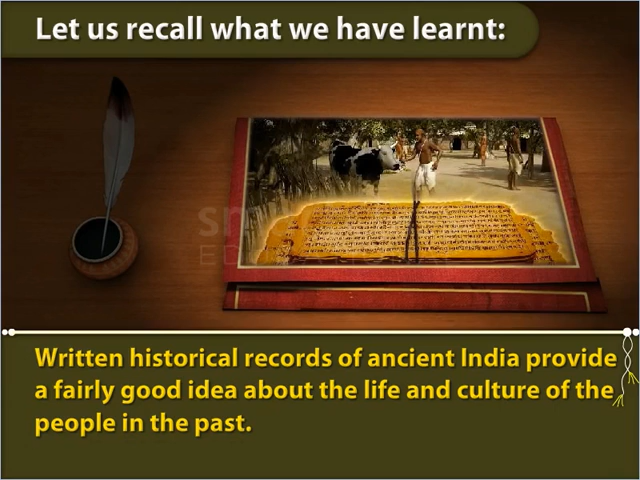 Let us recall what we have learnt:
Written historical records of ancient India provide
a fairly good idea about the life and culture of the
people in the past.